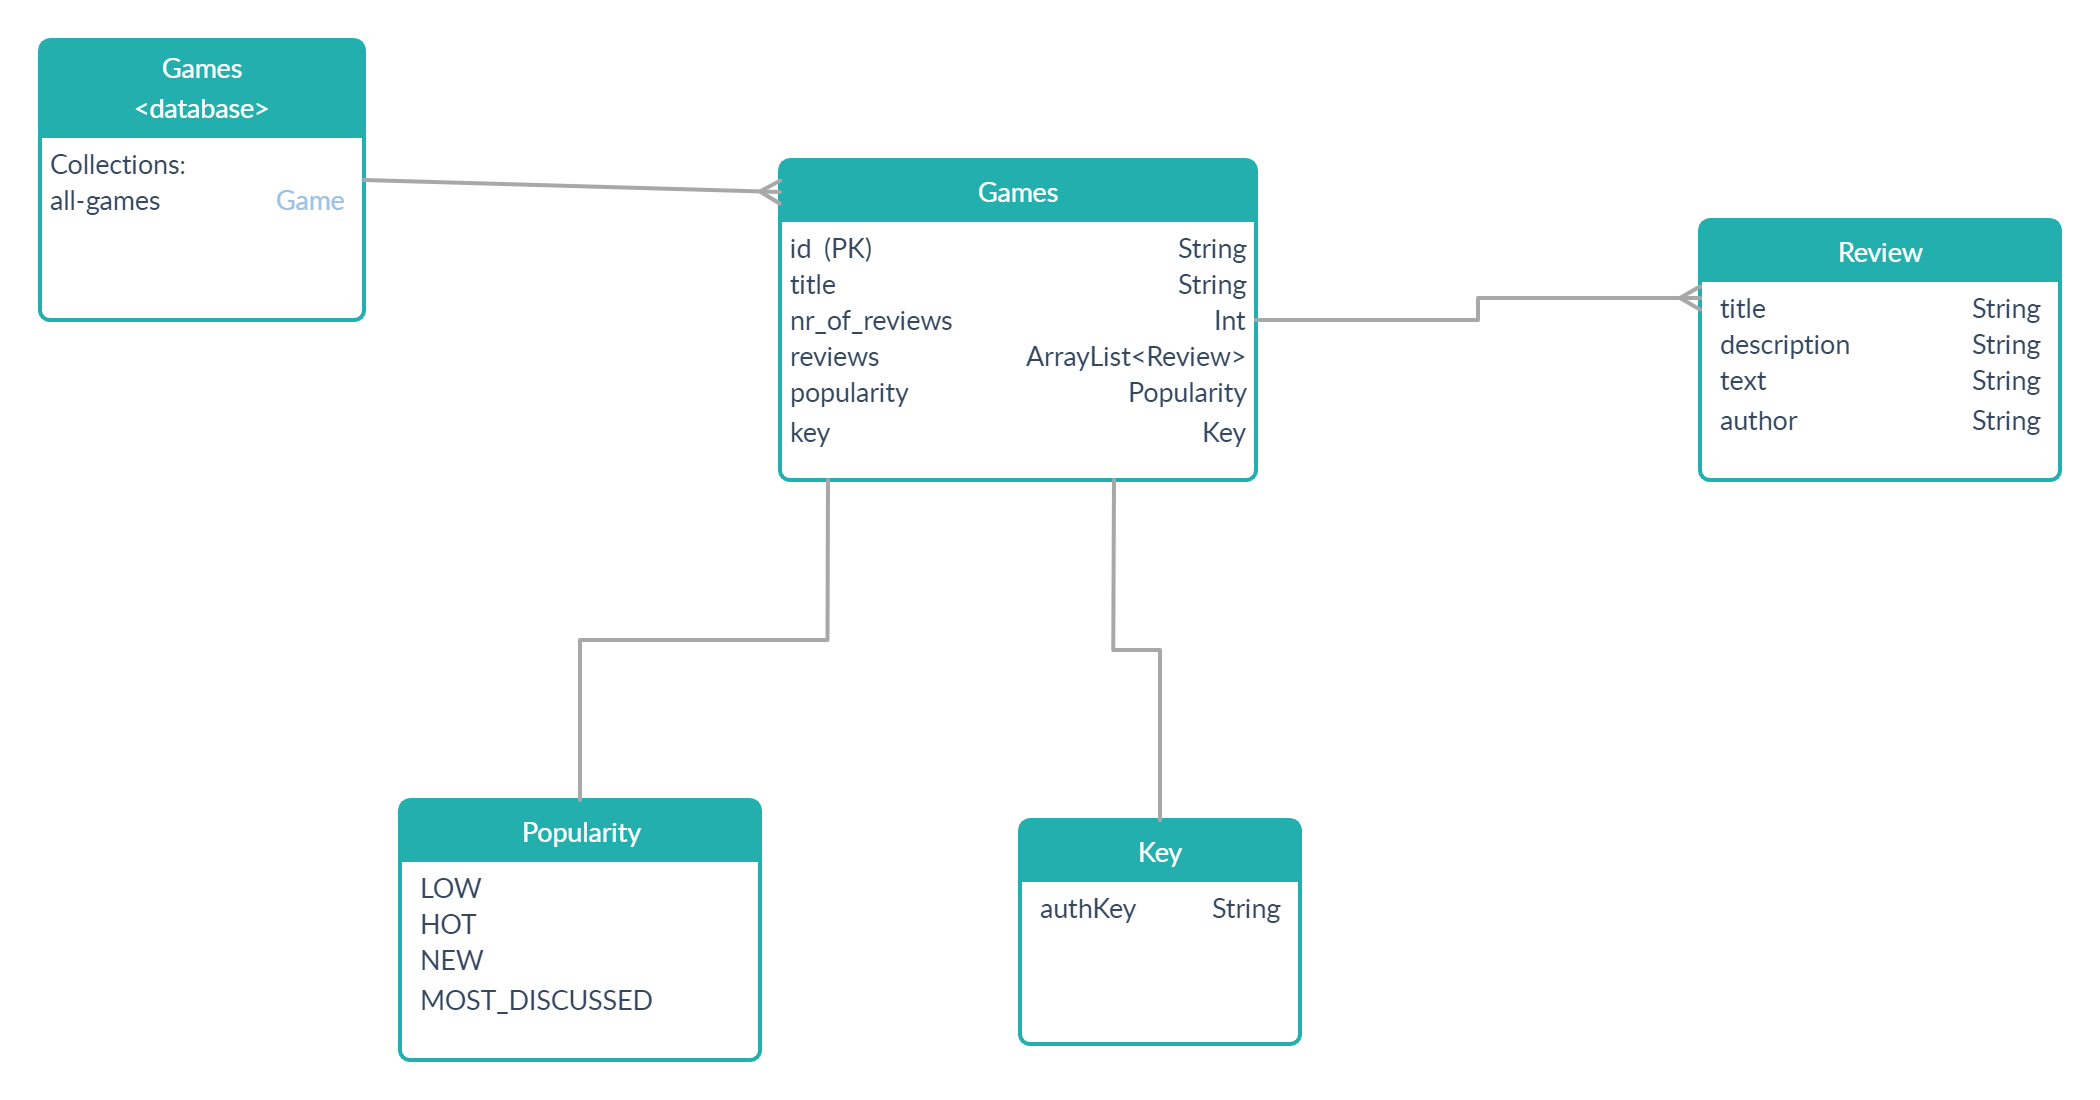 Games
<database>
Collections:
all-games Game
Games
id (PK) String
title String
nr_of_reviews Int
reviews ArrayList<Review>
popularity Popularity
key Key
Review
title String
description String
text String
author String
Popularity
LOW
HOT
NEW
MOST_DISCUSSED
Key
authKey String